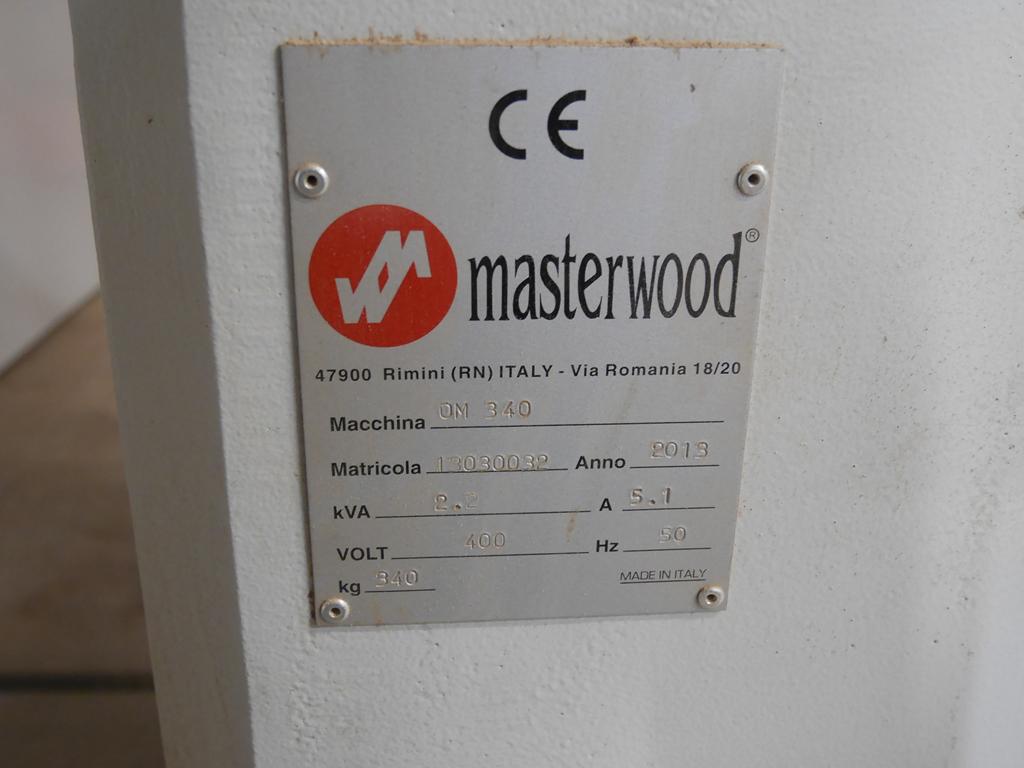 CE
masterwood®
47900 Rimini (RN) ITALY - Via Romania 18/20
Macchina OM 340
Matricola 13030032 Anno 2013
kVA 2.2 A 5.1
VOLT 400 Hz 50
kg 340
MADE IN ITALY